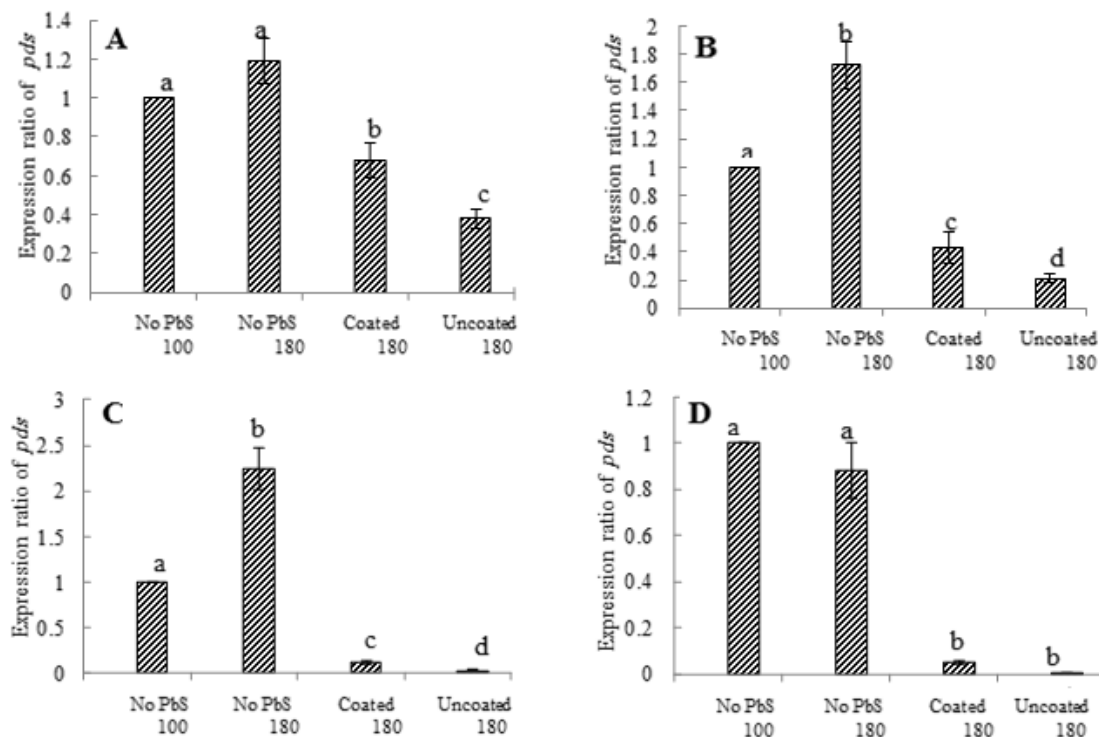 A
Expression ratio of pds
1.4
1.2
1
0.8
0.6
0.4
0.2
0
a
a
b
c
No PbS
100
No PbS
180
Coated
180
Uncoated
180
B
Expression ration of pds
2
1.8
1.6
1.4
1.2
1
0.8
0.6
0.4
0.2
0
a
b
c
d
No PbS
100
No PbS
180
Coated
180
Uncoated
180
C
Expression ratio of pds
3
2.5
2
1.5
1
0.5
0
a
b
c
d
No PbS
100
No PbS
180
Coated
180
Uncoated
180
D
Expression ratio of pds
1.2
1
0.8
0.6
0.4
0.2
0
a
a
b
b
No PbS
100
No PbS
180
Coated
180
Uncoated
180